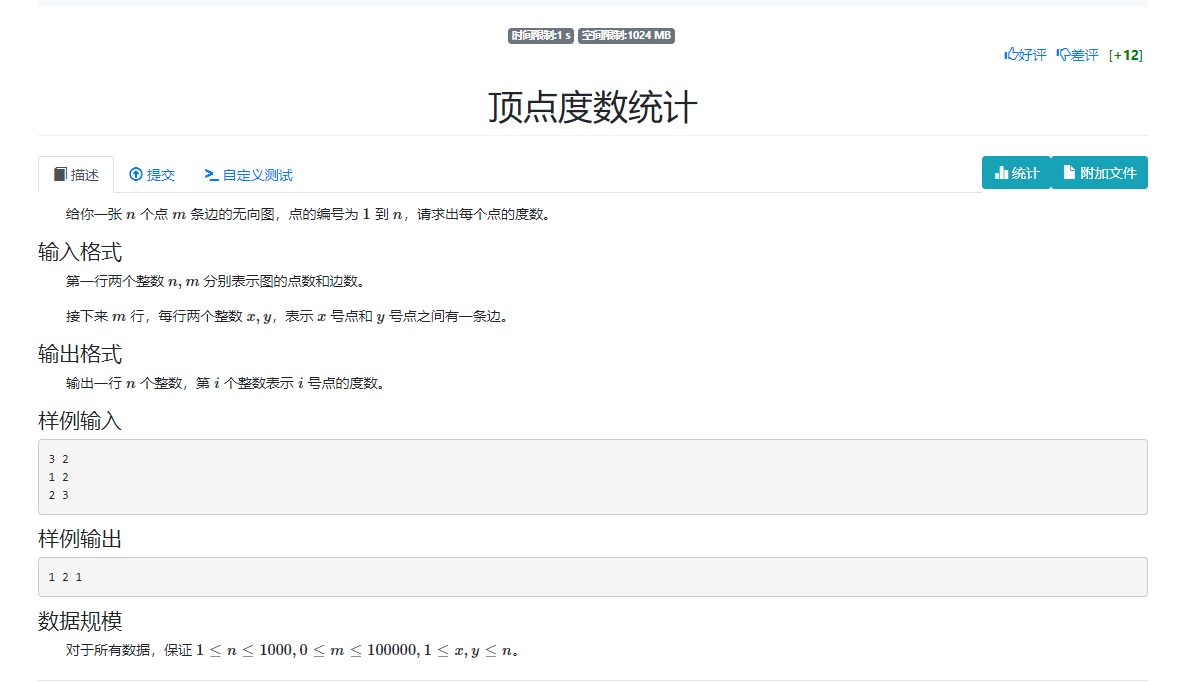 时间限制:1 s 空间限制:1024 MB
好评 差评 [+12]
顶点度数统计
描述 提交 自定义测试 统计 附加文件
给你一张 n 个点 m 条边的无向图，点的编号为 1 到 n，请求出每个点的度数。
输入格式
第一行两个整数 n, m 分别表示图的点数和边数。
接下来 m 行，每行两个整数 x, y，表示 x 号点和 y 号点之间有一条边。
输出格式
输出一行 n 个整数，第 i 个整数表示 i 号点的度数。
样例输入
3 2
1 2
2 3
样例输出
1 2 1
数据规模
对于所有数据，保证 1 ≤ n ≤ 1000, 0 ≤ m ≤ 100000, 1 ≤ x, y ≤ n。